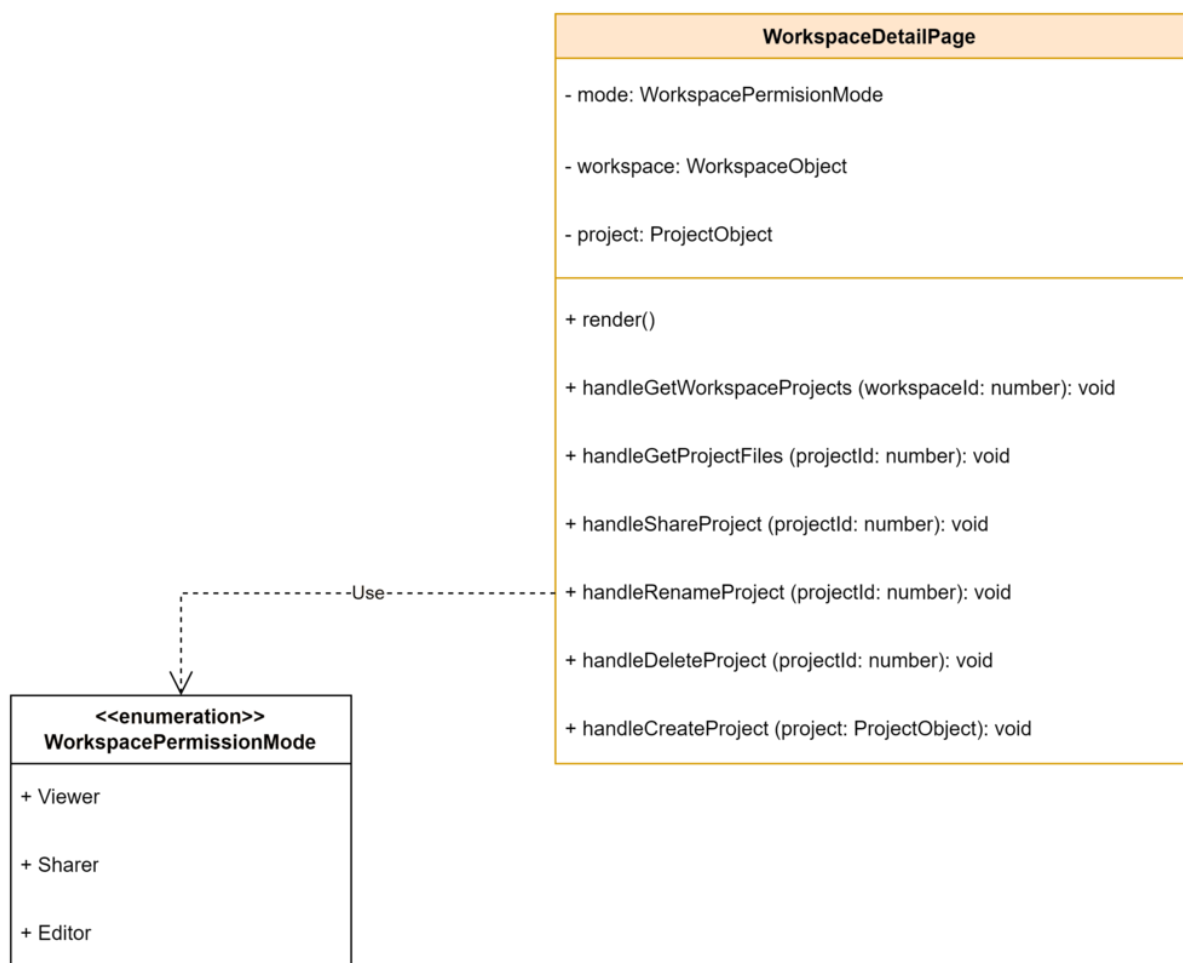 WorkspaceDetailPage
- mode: WorkspacePermisionMode
- workspace: WorkspaceObject
- project: ProjectObject
+ render()
+ handleGetWorkspaceProjects (workspaceId: number): void
+ handleGetProjectFiles (projectId: number): void
+ handleShareProject (projectId: number): void
Use
+ handleRenameProject (projectId: number): void
+ handleDeleteProject (projectId: number): void
+ handleCreateProject (project: ProjectObject): void
<<enumeration>>
WorkspacePermissionMode
+ Viewer
+ Sharer
+ Editor